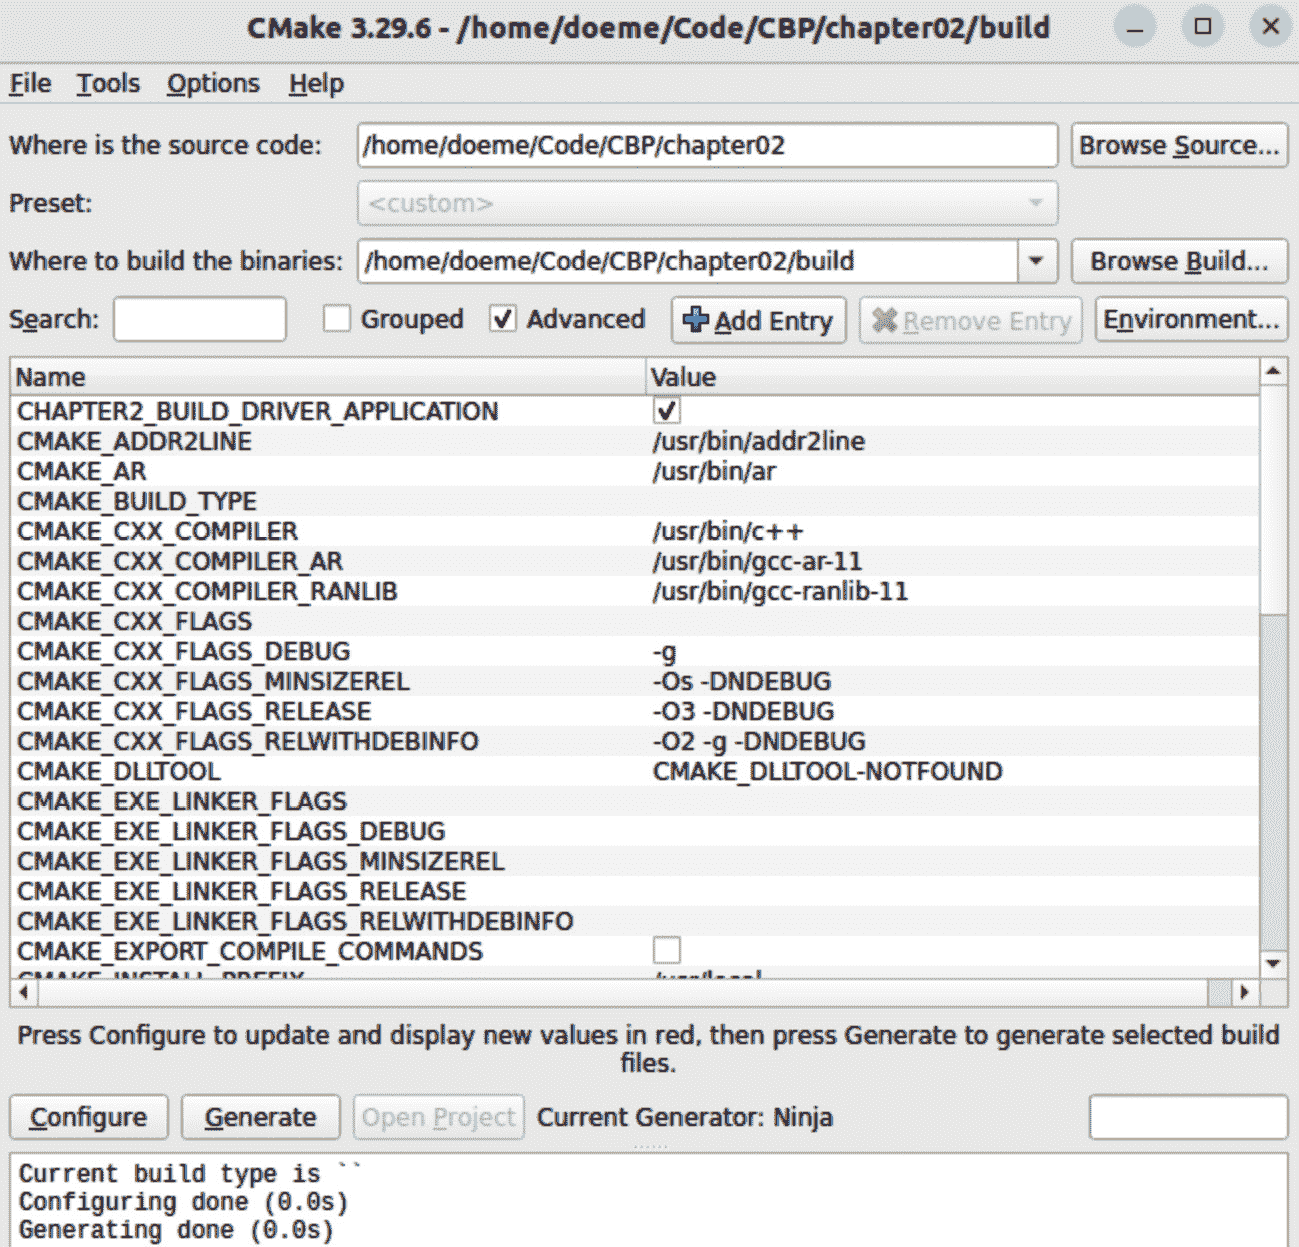 CMake 3.29.6 - /home/doeme/Code/CBP/chapter02/build
File Tools Options Help
Where is the source code: /home/doeme/Code/CBP/chapter02 Browse Source...
Preset: <custom>
Where to build the binaries: /home/doeme/Code/CBP/chapter02/build Browse Build...
Search: Grouped Advanced Add Entry Remove Entry Environment...
Name Value
CHAPTER2_BUILD_DRIVER_APPLICATION
CMAKE_ADDR2LINE /usr/bin/addr2line
CMAKE_AR /usr/bin/ar
CMAKE_BUILD_TYPE
CMAKE_CXX_COMPILER /usr/bin/c++
CMAKE_CXX_COMPILER_AR /usr/bin/gcc-ar-11
CMAKE_CXX_COMPILER_RANLIB /usr/bin/gcc-ranlib-11
CMAKE_CXX_FLAGS
CMAKE_CXX_FLAGS_DEBUG -g
CMAKE_CXX_FLAGS_MINSIZEREL -Os -DNDEBUG
CMAKE_CXX_FLAGS_RELEASE -O3 -DNDEBUG
CMAKE_CXX_FLAGS_RELWITHDEBINFO -O2 -g -DNDEBUG
CMAKE_DLLTOOL CMAKE_DLLTOOL-NOTFOUND
CMAKE_EXE_LINKER_FLAGS
CMAKE_EXE_LINKER_FLAGS_DEBUG
CMAKE_EXE_LINKER_FLAGS_MINSIZEREL
CMAKE_EXE_LINKER_FLAGS_RELEASE
CMAKE_EXE_LINKER_FLAGS_RELWITHDEBINFO
CMAKE_EXPORT_COMPILE_COMMANDS
CMAKE_INSTALL_PREFIX /usr/local
Press Configure to update and display new values in red, then press Generate to generate selected build
files.
Configure Generate Open Project Current Generator: Ninja
Current build type is ``
Configuring done (0.0s)
Generating done (0.0s)